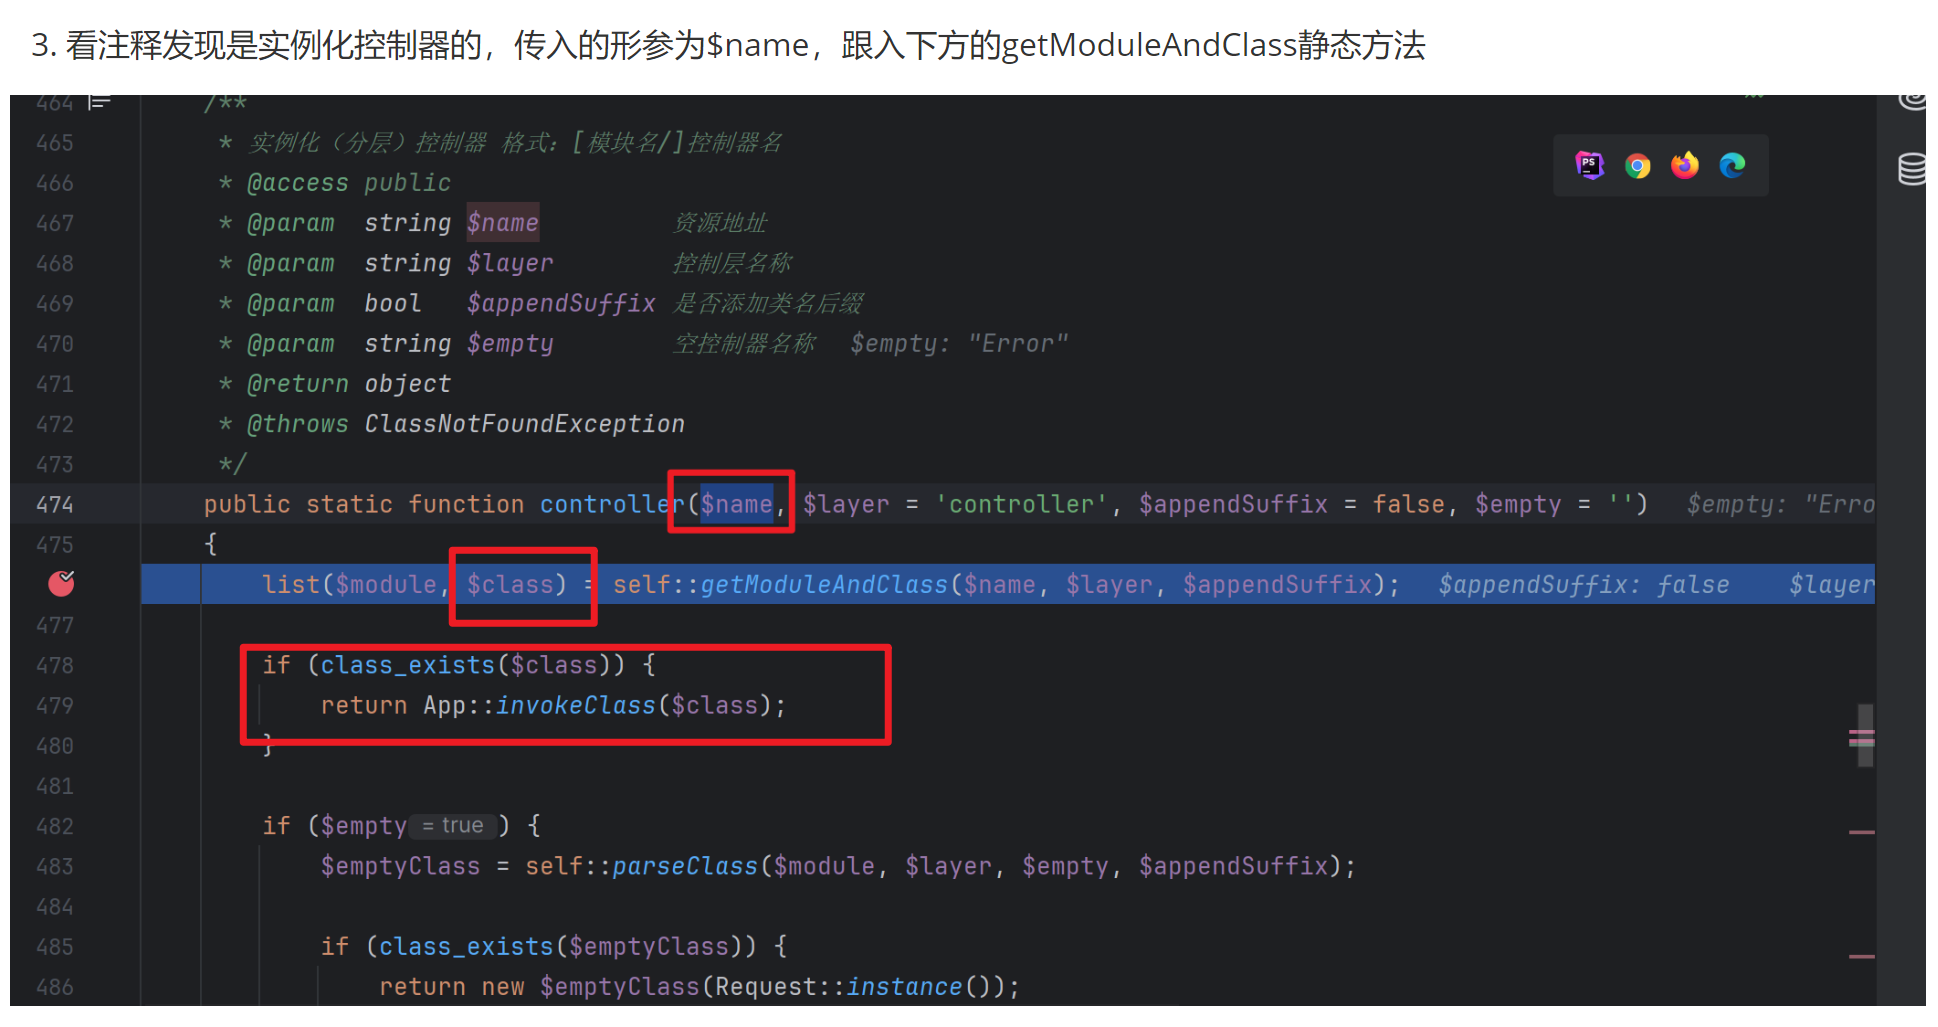 3. 看注释发现是实例化控制器的，传入的形参为$name，跟入下方的getModuleAndClass静态方法
464 /**
465 * 实例化（分层）控制器 格式：[模块名/]控制器名
466 * @access public
467 * @param string $name 资源地址
468 * @param string $layer 控制层名称
469 * @param bool $appendSuffix 是否添加类名后缀
470 * @param string $empty 空控制器名称 $empty: "Error"
471 * @return object
472 * @throws ClassNotFoundException
473 */
474 public static function controller($name, $layer = 'controller', $appendSuffix = false, $empty = '') $empty: "Erro
475 {
list($module, $class) = self::getModuleAndClass($name, $layer, $appendSuffix); $appendSuffix: false $layer
477
478 if (class_exists($class)) {
479 return App::invokeClass($class);
480 }
481
482 if ($empty = true ) {
483 $emptyClass = self::parseClass($module, $layer, $empty, $appendSuffix);
484
485 if (class_exists($emptyClass)) {
486 return new $emptyClass(Request::instance());
PS